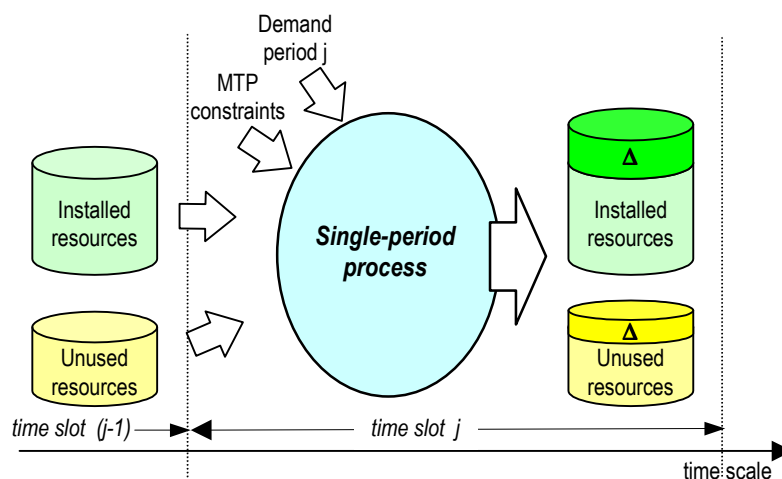 Demand
period j
MTP
constraints
Installed
resources
Single-period
process
Δ
Installed
resources
Unused
resources
Δ
Unused
resources
time slot (j-1)
time slot j
time scale